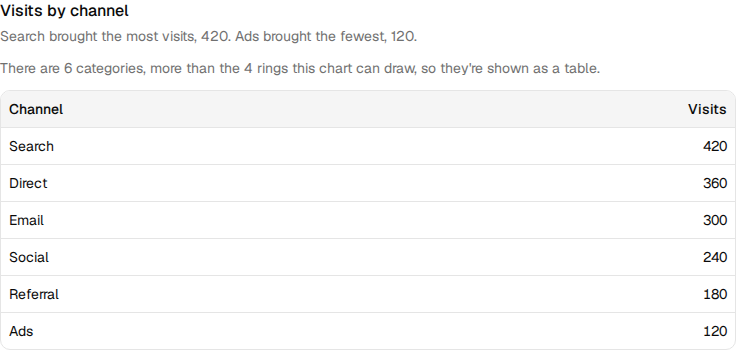 Visits by channel
Search brought the most visits, 420. Ads brought the fewest, 120.
There are 6 categories, more than the 4 rings this chart can draw, so they're shown as a table.
Channel Visits
Search 420
Direct 360
Email 300
Social 240
Referral 180
Ads 120